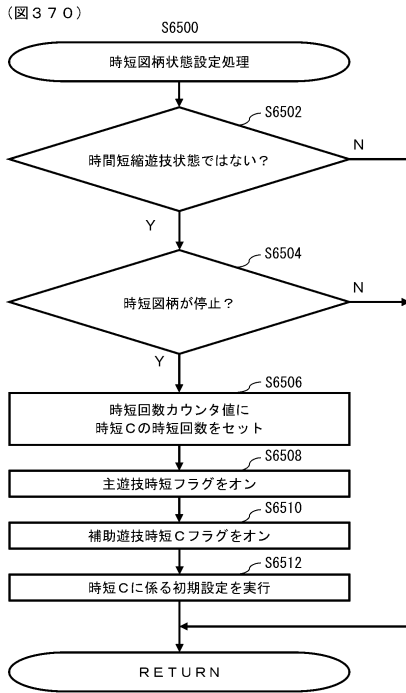 （図３７０）
S6500
時短図柄状態設定処理
S6502
時間短縮遊技状態ではない？
N
Y
S6504
時短図柄が停止？
N
Y
S6506
時短回数カウンタ値に
時短Ｃの時短回数をセット
S6508
主遊技時短フラグをオン
S6510
補助遊技時短Ｃフラグをオン
S6512
時短Ｃに係る初期設定を実行
ＲＥＴＵＲＮ